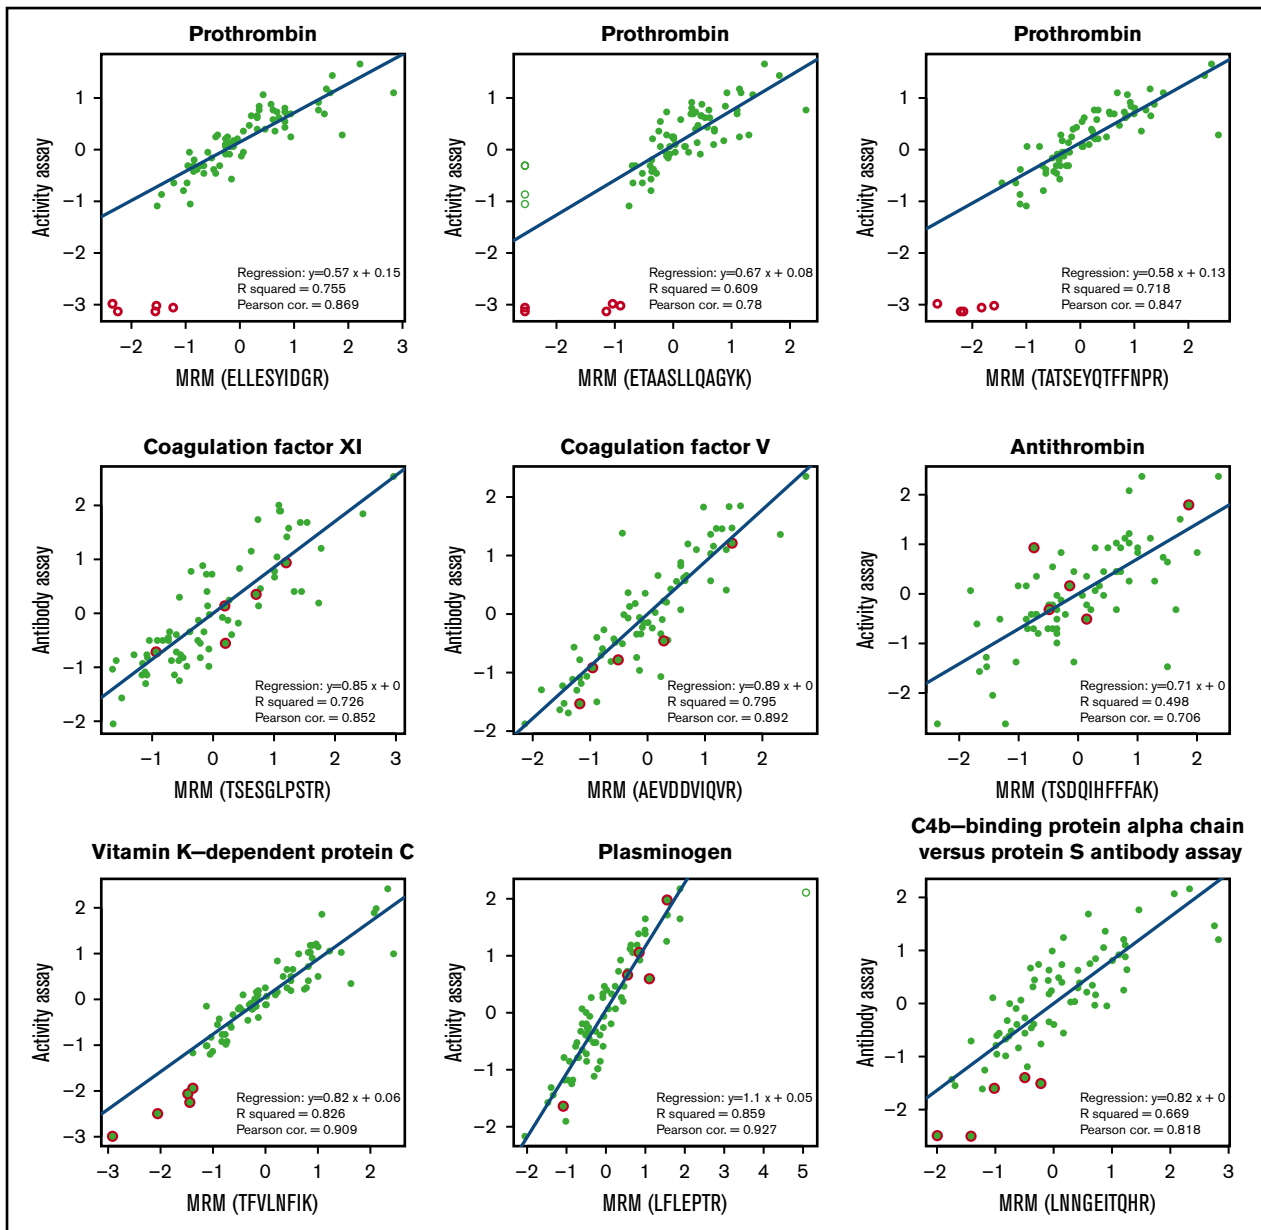 Prothrombin
Activity assay
1
0
−1
−2
−3
Regression: y=0.57 x + 0.15
R squared = 0.755
Pearson cor. = 0.869
−2 −1 0 1 2 3
MRM (ELLESYIDGR)
Prothrombin
Activity assay
1
0
−1
−2
−3
Regression: y=0.67 x + 0.08
R squared = 0.609
Pearson cor. = 0.78
−2 −1 0 1 2
MRM (ETAASLLQAGYK)
Prothrombin
Activity assay
1
0
−1
−2
−3
Regression: y=0.58 x + 0.13
R squared = 0.718
Pearson cor. = 0.847
−2 −1 0 1 2
MRM (TATSEYQTFFNPR)
Coagulation factor XI
Antibody assay
2
1
0
−1
−2
Regression: y=0.85 x + 0
R squared = 0.726
Pearson cor. = 0.852
−1 0 1 2 3
MRM (TSESGLPSTR)
Coagulation factor V
Antibody assay
2
1
0
−1
−2
Regression: y=0.89 x + 0
R squared = 0.795
Pearson cor. = 0.892
−2 −1 0 1 2
MRM (AEVDDVIQVR)
Antithrombin
Activity assay
2
1
0
−1
−2
Regression: y=0.71 x + 0
R squared = 0.498
Pearson cor. = 0.706
−2 −1 0 1 2
MRM (TSDQIHFFFAK)
Vitamin K–dependent protein C
Activity assay
2
1
0
−1
−2
−3
Regression: y=0.82 x + 0.06
R squared = 0.826
Pearson cor. = 0.909
−3 −2 −1 0 1 2
MRM (TFVLNFIK)
Plasminogen
Activity assay
2
1
0
−1
−2
Regression: y=1.1 x + 0.05
R squared = 0.859
Pearson cor. = 0.927
−2 −1 0 1 2 3 4 5
MRM (LFLEPTR)
C4b–binding protein alpha chain
versus protein S antibody assay
Antibody assay
2
1
0
−1
−2
Regression: y=0.82 x + 0
R squared = 0.669
Pearson cor. = 0.818
−2 −1 0 1 2 3
MRM (LNNGEITQHR)